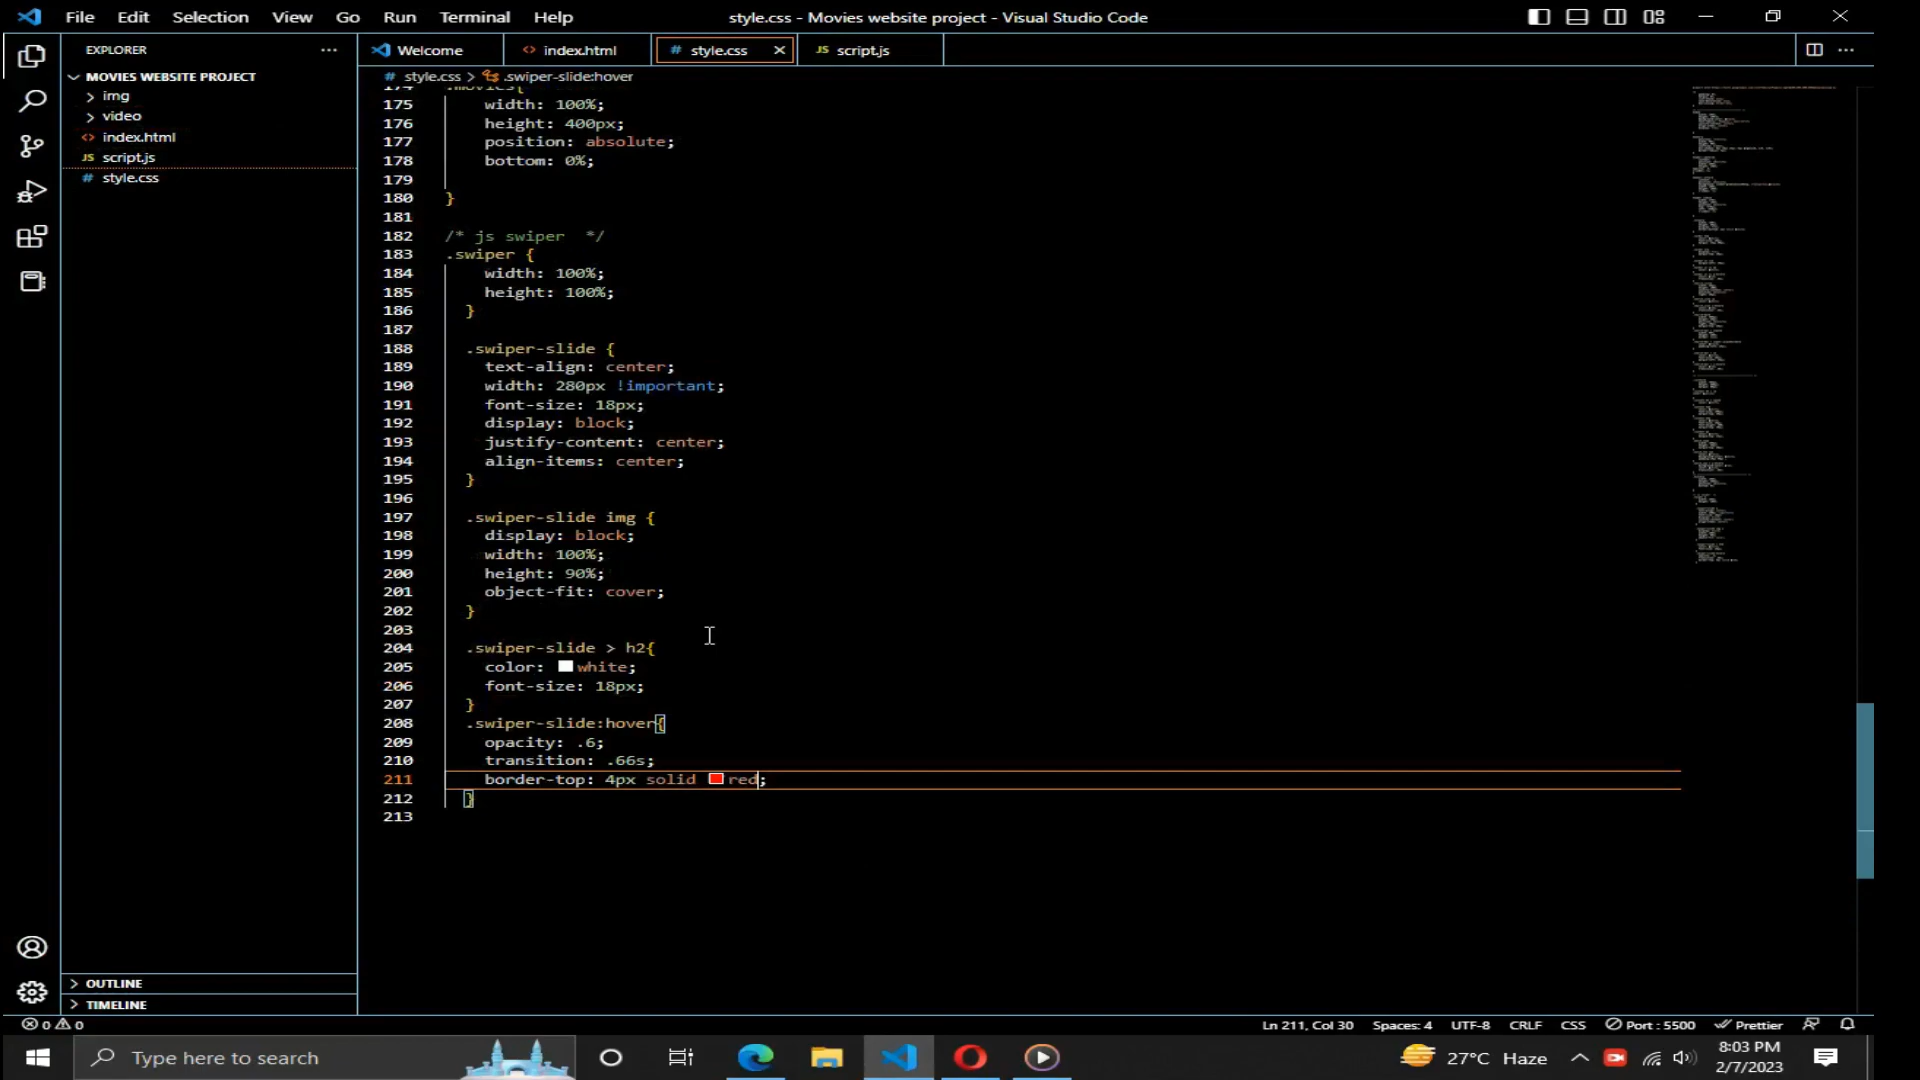 File Edit Selection View Go Run Terminal Help
style.css - Movies website project - Visual Studio Code
EXPLORER
Welcome
index.html
style.css
JS script.js
MOVIES WEBSITE PROJECT
img
video
index.html
JS script.js
# style.css
OUTLINE
TIMELINE
# style.css > .swiper-slide:hover
174 .movies{
175 width: 100%;
176 height: 400px;
177 position: absolute;
178 bottom: 0%;
179
180 }
181
182 /* js swiper */
183 .swiper {
184 width: 100%;
185 height: 100%;
186 }
187
188 .swiper-slide {
189 text-align: center;
190 width: 280px !important;
191 font-size: 18px;
192 display: block;
193 justify-content: center;
194 align-items: center;
195 }
196
197 .swiper-slide img {
198 display: block;
199 width: 100%;
200 height: 90%;
201 object-fit: cover;
202 }
203
204 .swiper-slide > h2{
205 color: white;
206 font-size: 18px;
207 }
208 .swiper-slide:hover{
209 opacity: .6;
210 transition: .66s;
211 border-top: 4px solid red;
212 }
213
0 0
Ln 211, Col 30 Spaces: 4 UTF-8 CRLF CSS Port : 5500 Prettier
Type here to search
27°C Haze
8:03 PM
2/7/2023